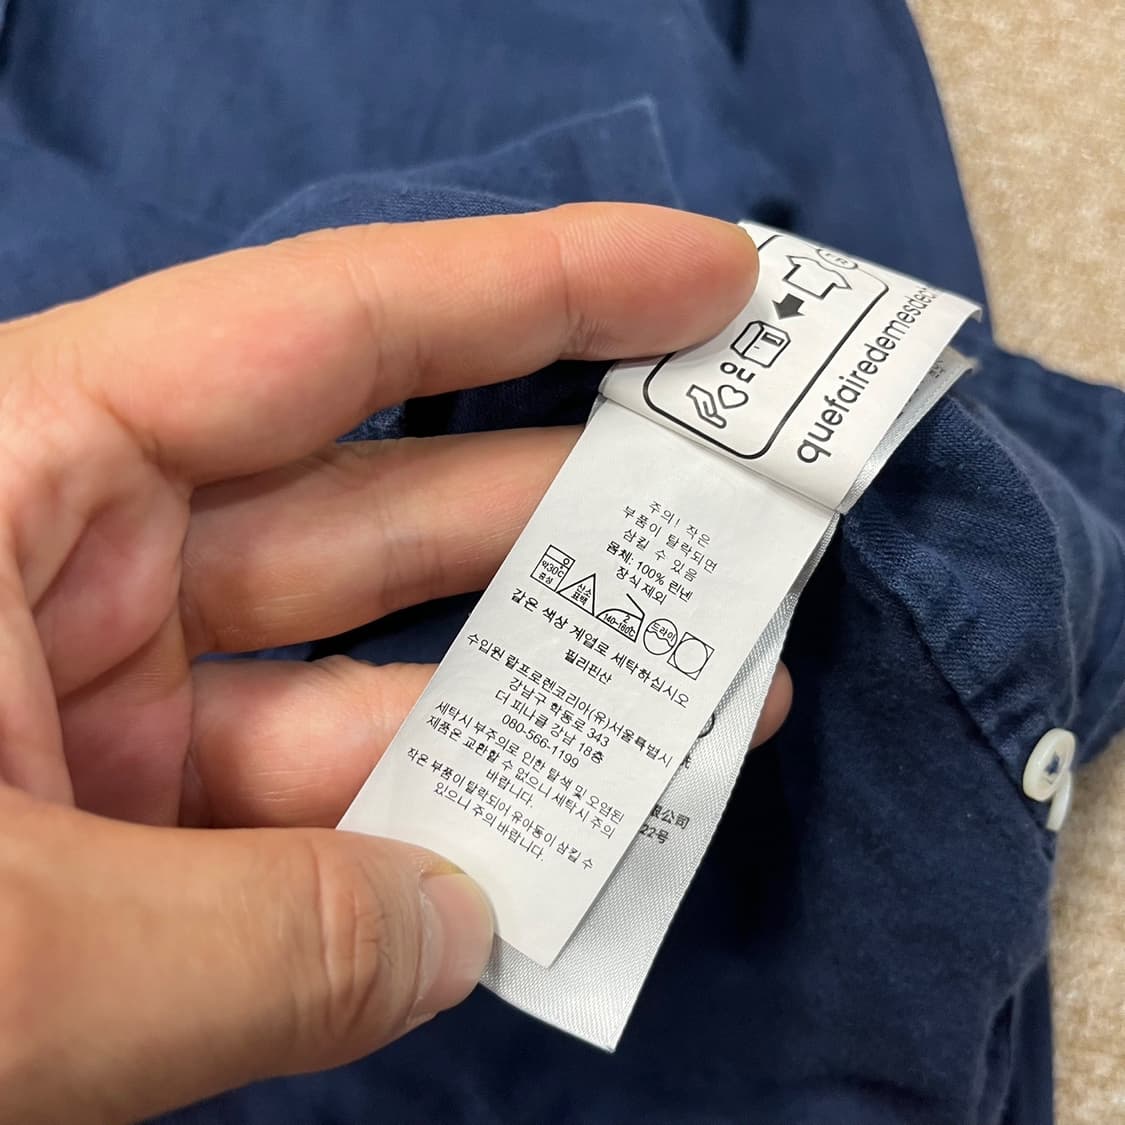 quefairedemesdec
주의! 작은
부품이 탈락되면
삼킬 수 있음
몸체: 100% 린넨
장식제외
약30℃
중성
산소
표백
2
140~160℃
드라이
같은 색상 계열로 세탁하십시오
필리핀산
수입원 랄프로렌코리아(유)서울특별시
강남구 학동로 343
더 피나클 강남 18층
080-566-1199
세탁시 부주의로 인한 탈색 및 오염된
제품은 교환할 수 없으니 세탁시 주의
바랍니다.
작은 부품이 탈락되어 유아동이 삼킬 수
있으니 주의 바랍니다.
限公司
22号